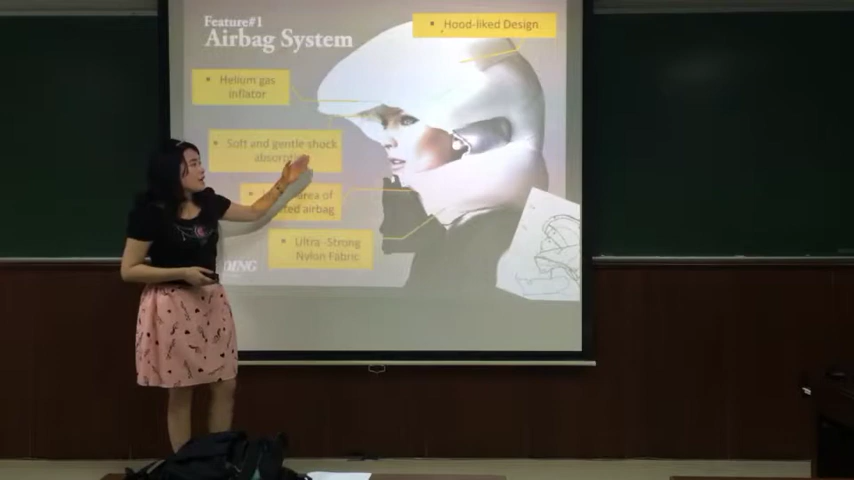 Feature#1
Airbag System
Hood-liked Design
Helium gas
inflator
Soft and gentle shock
area of
airbag
Ultra -Strong
Nylon Fabric